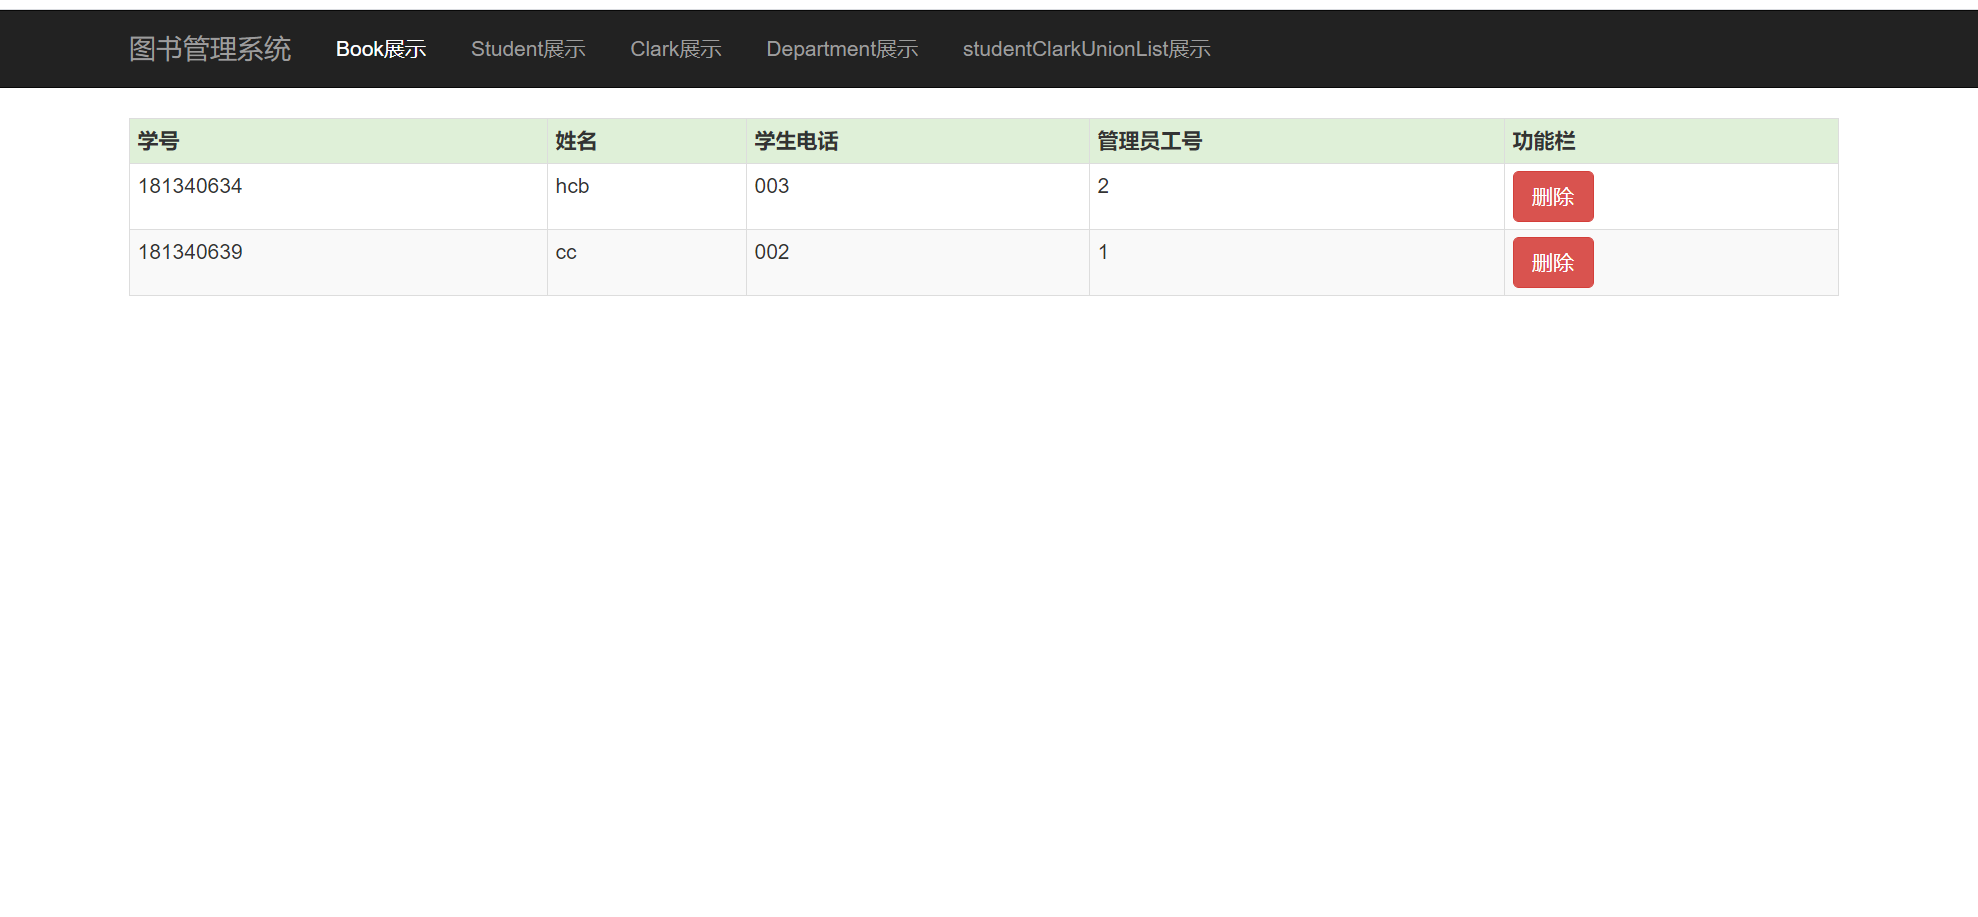 图书管理系统 Book展示 Student展示 Clark展示 Department展示 studentClarkUnionList展示
学号 姓名 学生电话 管理员工号 功能栏
181340634 hcb 003 2 删除
181340639 cc 002 1 删除